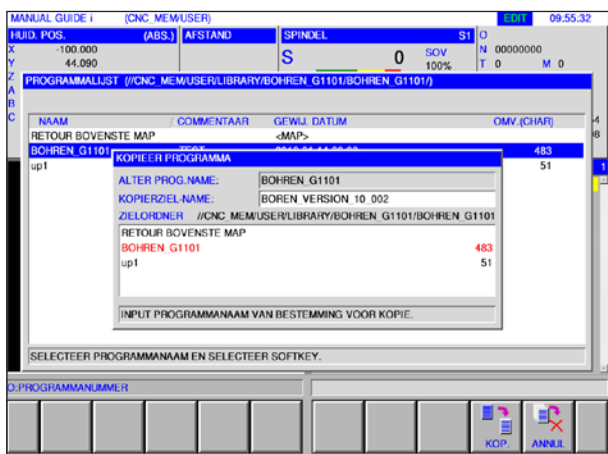 MANUAL GUIDE i (CNC_MEM/USER) EDIT 09.55.32
HUID. POS. (ABS.) AFSTAND SPINDEL S1 O
X -100.000 S 0 SOV 100% N 00000000
Y 44.090 T 0 M 0
Z PROGRAMMALIJST (//CNC_MEM/USER/LIBRARY/BOHREN_G1101/BOHREN_G1101/)
A
B
C NAAM / COMMENTAAR GEWIJ. DATUM OMV.(CHAR)
RETOUR BOVENSTE MAP <MAP>
BOHREN_G1101 483
up1 51
KOPIEER PROGRAMMA
ALTER PROG.NAME: BOHREN_G1101
KOPIERZIEL-NAME: BOREN_VERSION_10_002
ZIELORDNER //CNC_MEM/USER/LIBRARY/BOHREN_G1101/BOHREN_G1101
RETOUR BOVENSTE MAP
BOHREN_G1101 483
up1 51
INPUT PROGRAMMANAAM VAN BESTEMMING VOOR KOPIE.
SELECTEER PROGRAMMANAAM EN SELECTEER SOFTKEY.
O:PROGRAMMANUMMER
KOP. ANNUL